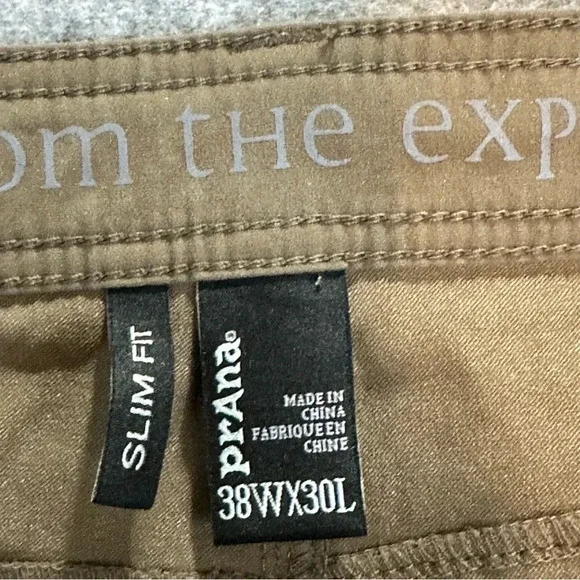 om the exp
SLIM FIT
prAna®
MADE IN
CHINA
FABRIQUE EN
CHINE
38WX30L